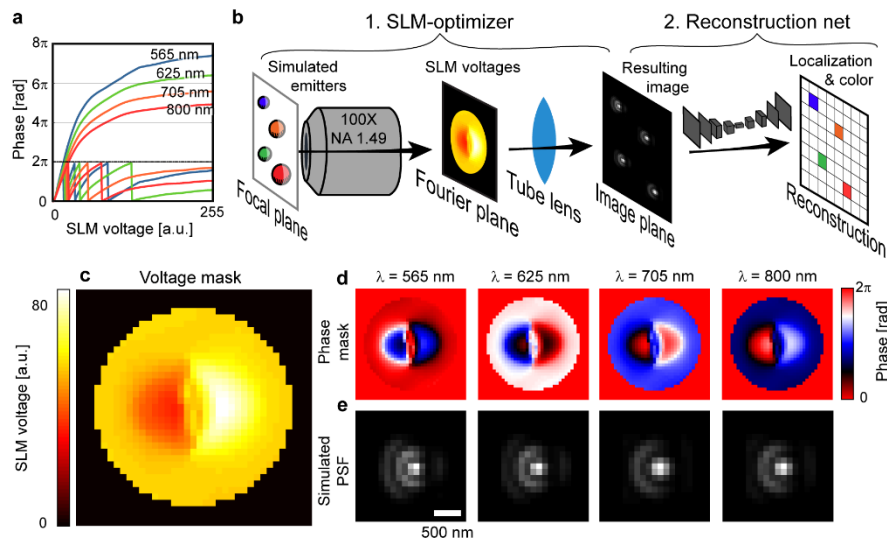 a
8π
6π
4π
2π
0
Phase [rad]
565 nm
625 nm
705 nm
800 nm
0
255
SLM voltage [a.u.]
b
1. SLM-optimizer
2. Reconstruction net
Simulated
emitters
100X
NA 1.49
SLM voltages
Resulting
image
Localization
& color
Focal plane
Fourier plane
Tube lens
Image plane
Reconstruction
c
Voltage mask
80
0
SLM voltage [a.u.]
d
λ = 565 nm
λ = 625 nm
λ = 705 nm
λ = 800 nm
Phase
mask
2π
0
Phase [rad]
e
Simulated
PSF
500 nm